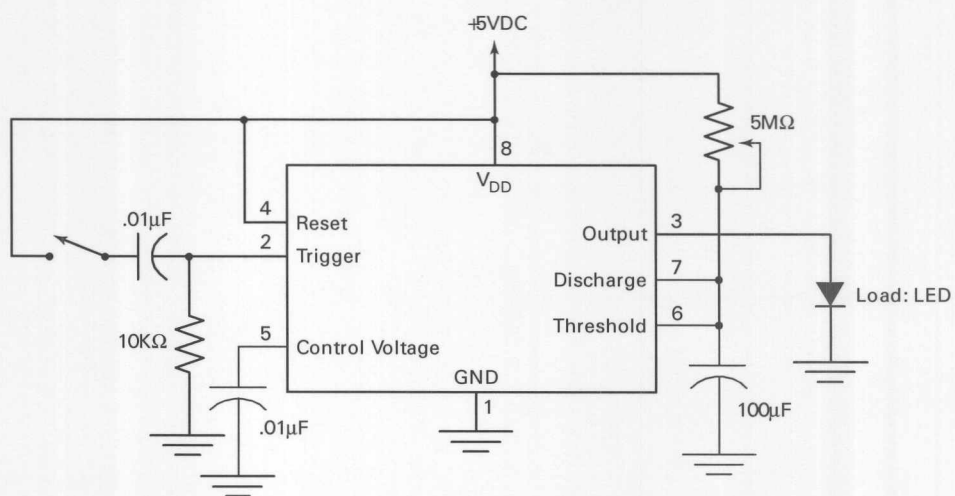 +5VDC
5MΩ
8
V_DD
.01μF
4
Reset
2
Trigger
Output
3
Discharge
7
Load: LED
Threshold
6
10KΩ
5
Control Voltage
GND
1
.01μF
100μF